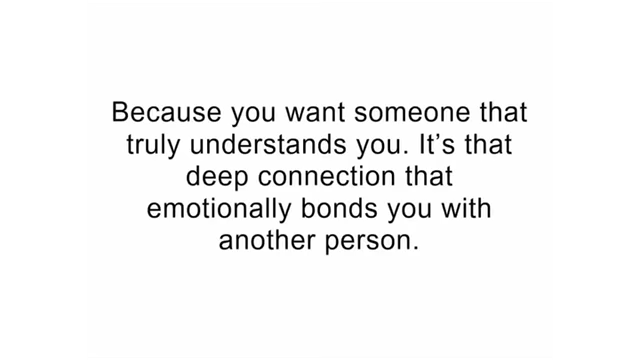 Because you want someone that
truly understands you. It’s that
deep connection that
emotionally bonds you with
another person.